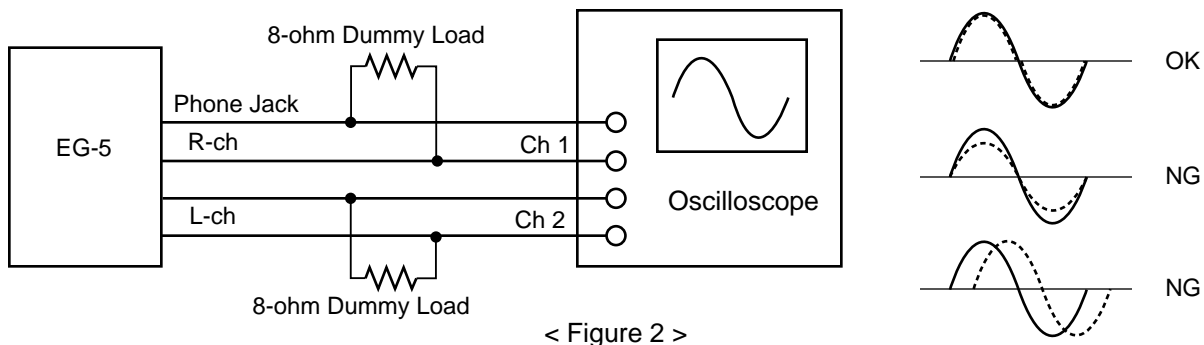 8-ohm Dummy Load
Phone Jack
EG-5
R-ch
Ch 1
L-ch
Ch 2
Oscilloscope
8-ohm Dummy Load
< Figure 2 >
OK
NG
NG